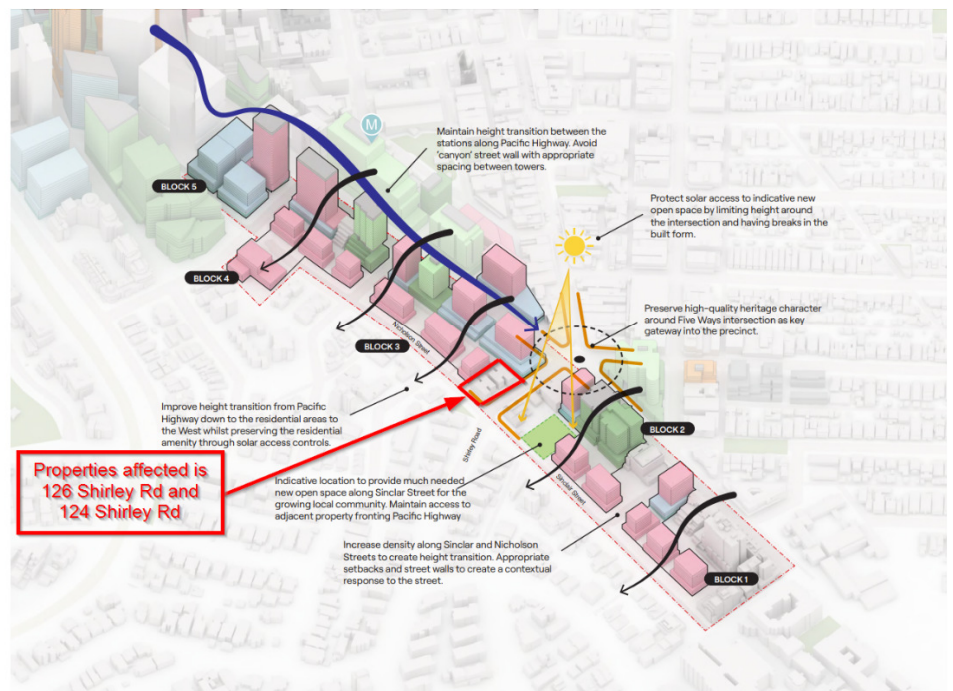 M
Maintain height transition between the
stations along Pacific Highway. Avoid
'canyon' street wall with appropriate
spacing between towers.
BLOCK 5
Protect solar access to indicative new
open space by limiting height around
the intersection and having breaks in the
built form.
BLOCK 4
Preserve high-quality heritage character
around Five Ways intersection as key
gateway into the precinct.
Nicholson Street
BLOCK 3
Improve height transition from Pacific
Highway down to the residential areas to
the West whilst preserving the residential
amenity through solar access controls.
BLOCK 2
Shirley Road
Properties affected is
126 Shirley Rd and
124 Shirley Rd
Indicative location to provide much needed
new open space along Sinclar Street for the
growing local community. Maintain access to
adjacent property fronting Pacific Highway
Sinclair Street
Increase density along Sinclar and Nicholson
Streets to create height transition. Appropriate
setbacks and street walls to create a contextual
response to the street.
BLOCK 1